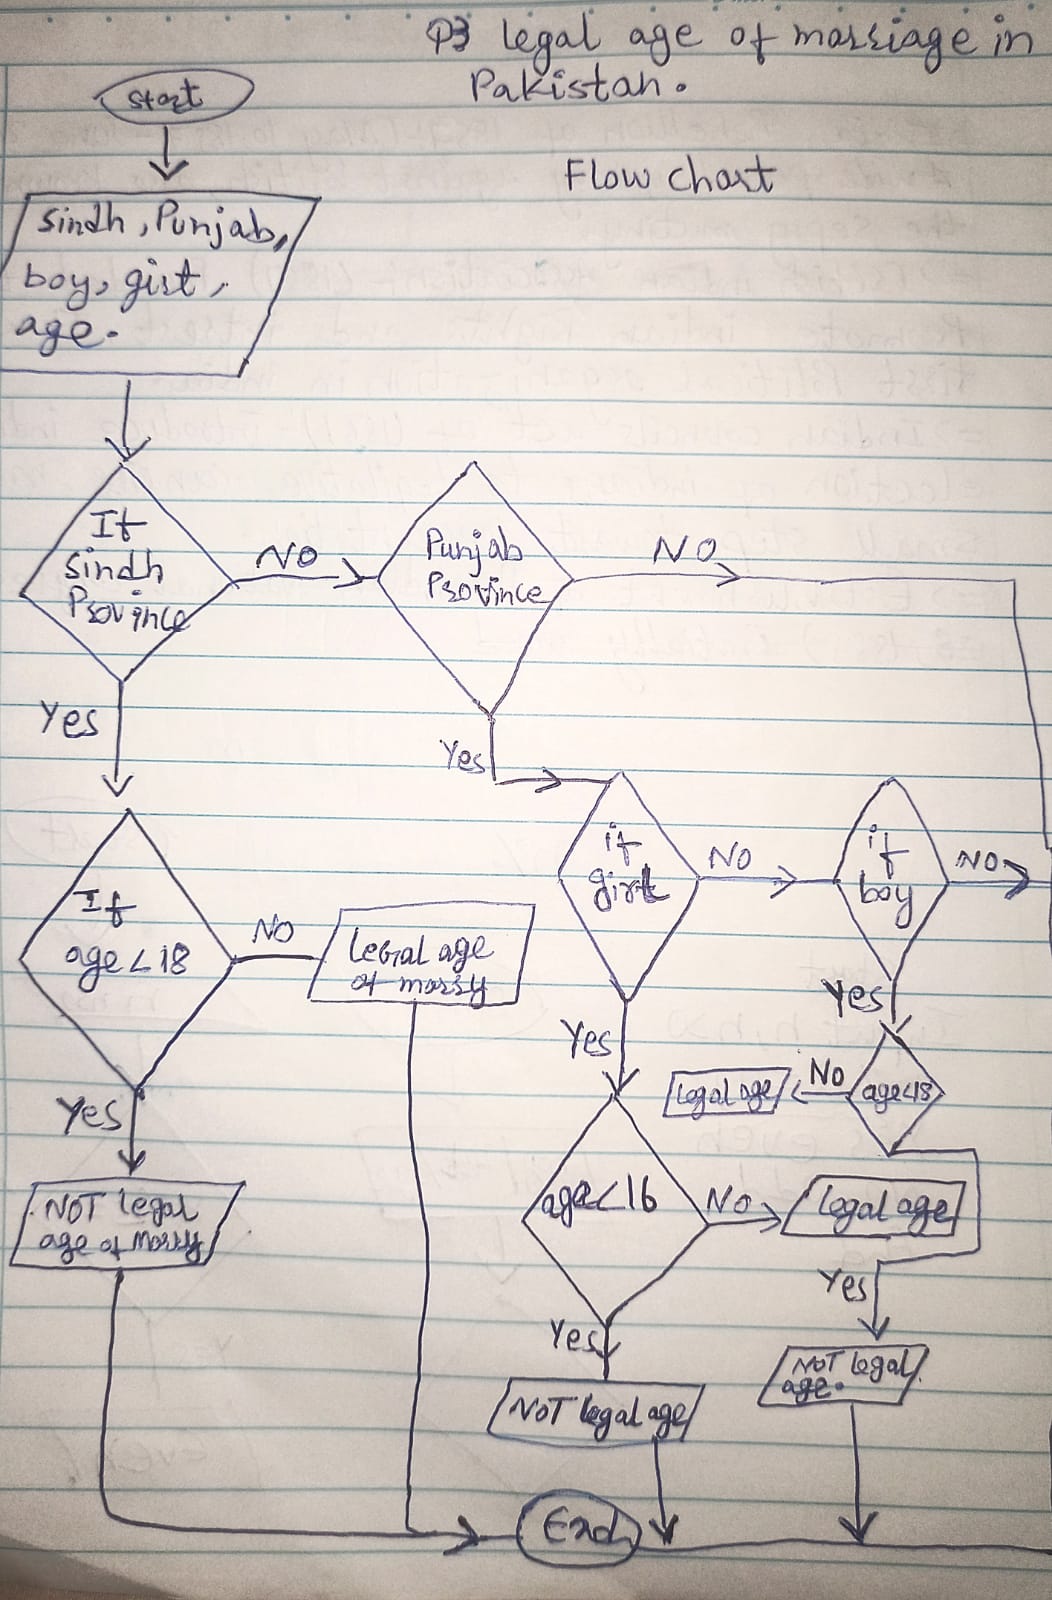 Q3 legal age of marriage in
Pakistan.
Flow chart
start
Sindh, Punjab,
boy, girl,
age.
If
Sindh
Province
NO
Punjab
Province
NO
Yes
Yes
if
girl
NO
if
boy
NO
If
age < 18
NO
Legal age
of marry
Yes
Yes
Legal age
NO
age<18
Yes
NOT legal
age of marry
age < 16
NO
legal age
Yes
Yes
NOT legal age
NOT legal
age.
End